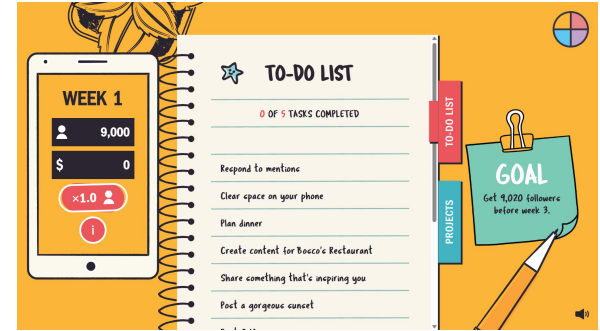 WEEK 1
9,000
$ 0
×1.0
i
TO-DO LIST
0 OF 5 TASKS COMPLETED
Respond to mentions
Clear space on your phone
Plan dinner
Create content for Bocco's Restaurant
Share something that's inspiring you
Post a gorgeous sunset
TO-DO LIST
PROJECTS
GOAL
Get 9,020 followers
before week 3.